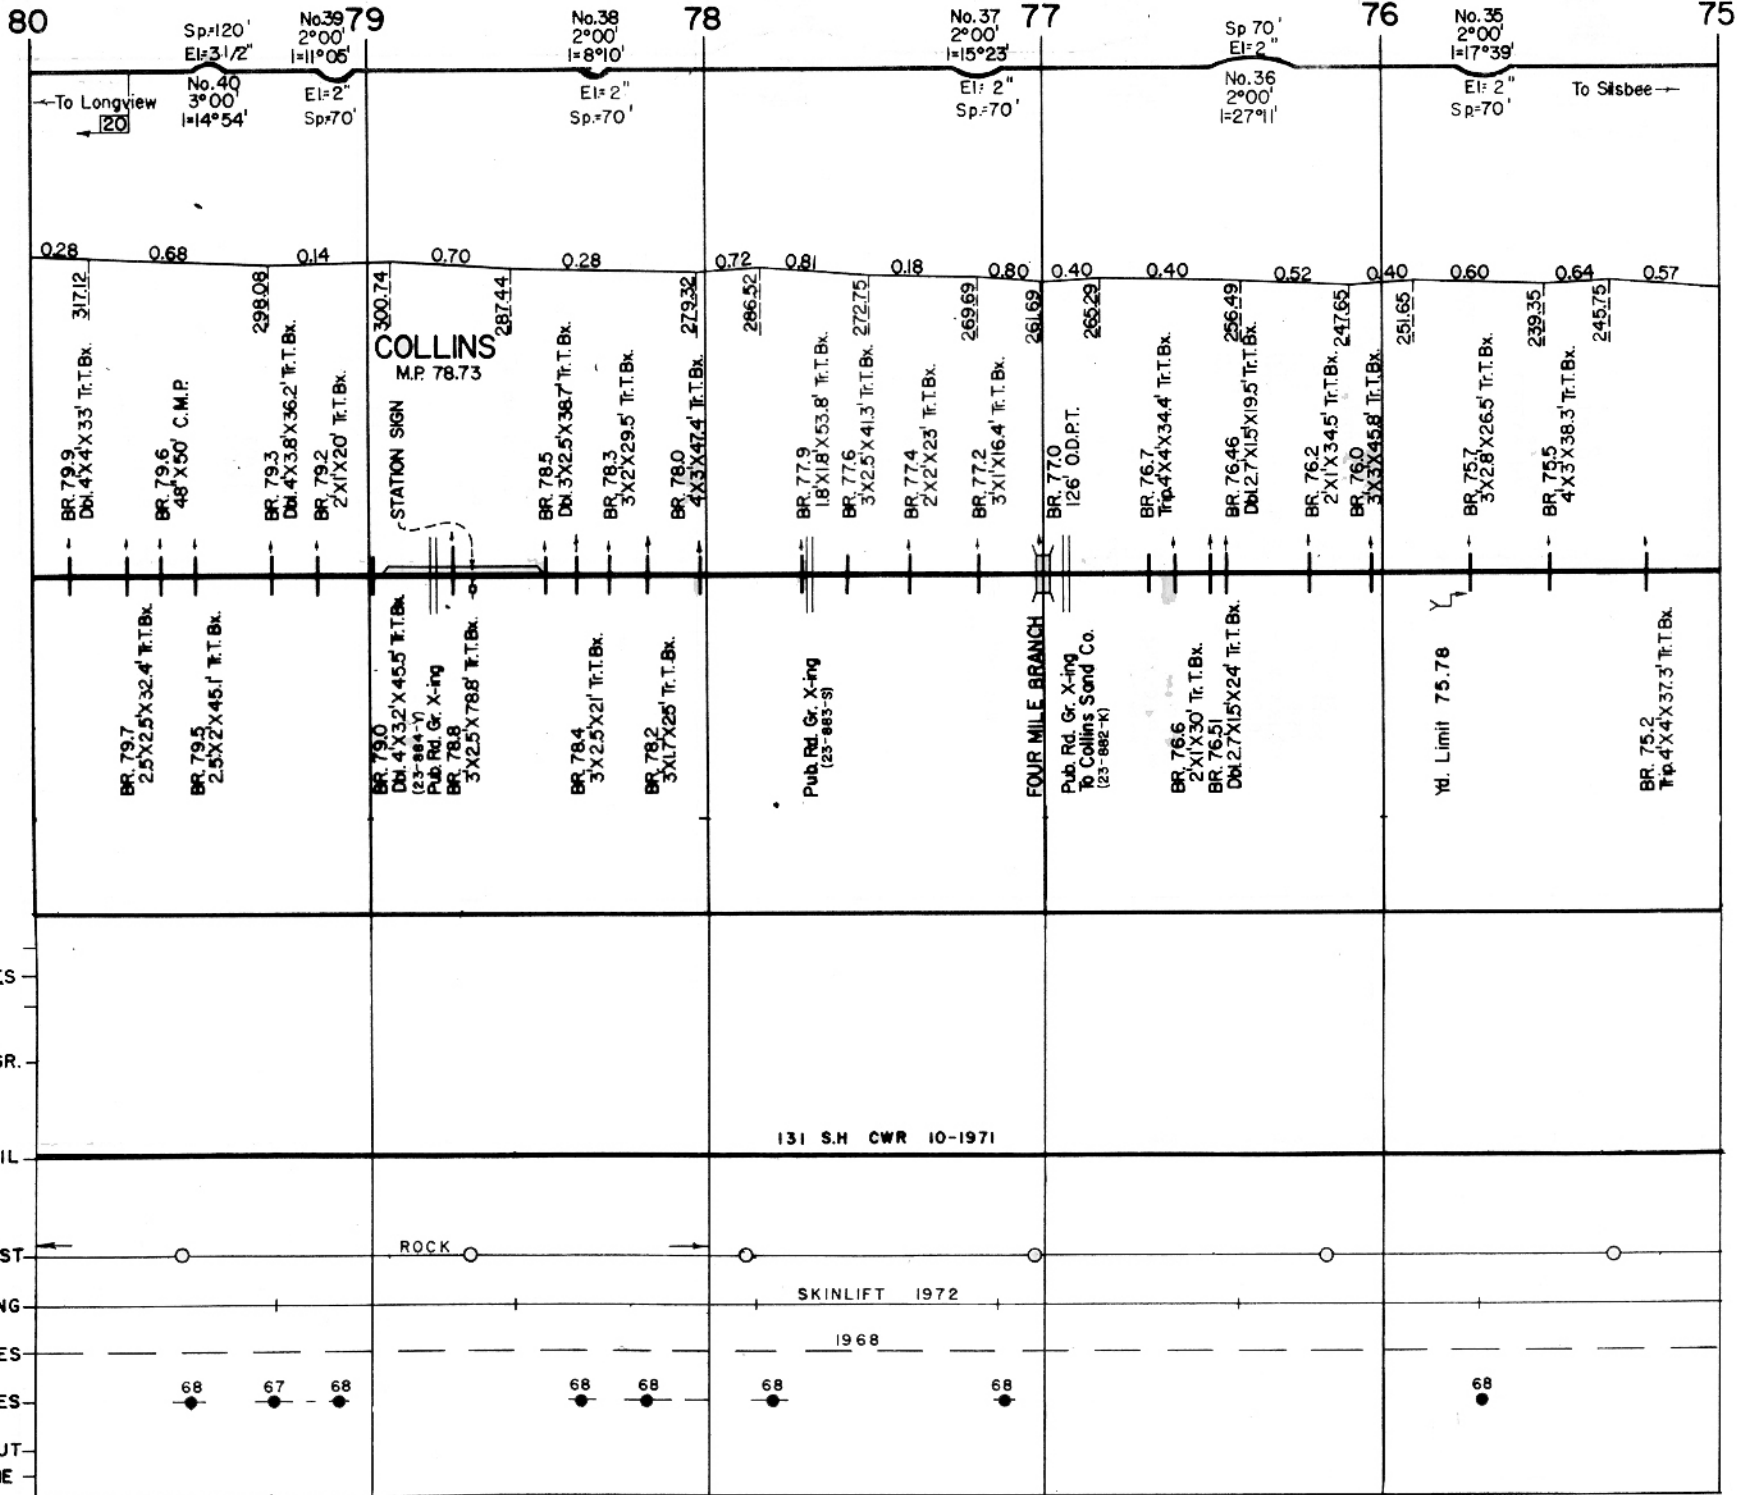 80
Sp.=120'
El=3 1/2"
No.40
3°00'
I=14°54'
No.39
2°00'
I=11°05'
El=2"
Sp=70'
79
No.38
2°00'
I=8°10'
El=2"
Sp.=70'
78
No.37
2°00'
I=15°23'
El= 2"
Sp.=70'
77
Sp 70'
El=2"
No.36
2°00'
I=27°11'
76
No.35
2°00'
I=17°39'
El= 2"
Sp=70'
75
To Longview
20
To Silsbee
0.28
0.68
0.14
0.70
0.28
0.72
0.81
0.18
0.80
0.40
0.40
0.52
0.40
0.60
0.64
0.57
317.12
298.08
300.74
287.44
279.32
286.52
272.75
269.69
261.69
265.29
256.49
247.65
251.65
239.35
245.75
COLLINS
M.P. 78.73
STATION SIGN
BR. 79.9
Dbl. 4'X4'X33' Tr.T.Bx.
BR. 79.6
48"X50' C.M.P.
BR. 79.3
Dbl. 4'X3.8'X36.2' Tr.T.Bx.
BR. 79.2
2'X1'X20' Tr.T.Bx.
BR. 78.5
Dbl. 3'X2.5'X38.7' Tr.T.Bx.
BR. 78.3
3'X2'X29.5' Tr.T.Bx.
BR. 78.0
4'X3'X47.4' Tr.T.Bx.
BR. 77.9
1.8'X1.8'X53.8' Tr.T.Bx.
BR. 77.6
3'X2.5'X41.3' Tr.T.Bx.
BR. 77.4
2'X2'X23' Tr.T.Bx.
BR. 77.2
3'X1'X16.4' Tr.T.Bx.
BR. 77.0
126' O.D.P.T.
BR. 76.7
Trip. 4'X4'X34.4' Tr.T.Bx.
BR. 76.46
Dbl. 2.7'X1.5'X19.5' Tr.T.Bx.
BR. 76.2
2'X1'X34.5' Tr.T.Bx.
BR. 76.0
3'X3'X45.8' Tr.T.Bx.
BR. 75.7
3'X2.8'X26.5' Tr.T.Bx.
BR. 75.5
4'X3'X38.3' Tr.T.Bx.
BR. 79.7
2.5'X2.5'X32.4' Tr.T.Bx.
BR. 79.5
2.5'X2'X45.1' Tr.T.Bx.
BR. 79.0
Dbl. 4'X3.2'X45.5' Tr.T.Bx.
(23-884-Y)
Pub. Rd. Gr. X-ing
BR. 78.8
3'X2.5'X78.8' Tr.T.Bx.
BR. 78.4
3'X2.5'X21' Tr.T.Bx.
BR. 78.2
3'X1.7'X25' Tr.T.Bx.
Pub. Rd. Gr. X-ing
(23-883-S)
FOUR MILE BRANCH
Pub. Rd. Gr. X-ing
To Collins Sand Co.
(23-882-K)
BR. 76.6
2'X1'X30' Tr.T.Bx.
BR. 76.51
Dbl. 2.7'X1.5'X24' Tr.T.Bx.
Y
Yd. Limit 75.78
BR. 75.2
Trip. 4'X4'X37.3' Tr.T.Bx.
ES
GR.
IL
131 S.H CWR 10-1971
ST
ROCK
NG
SKINLIFT 1972
ES
1968
ES
68 67 68 68 68 68 68 68
UT
NE